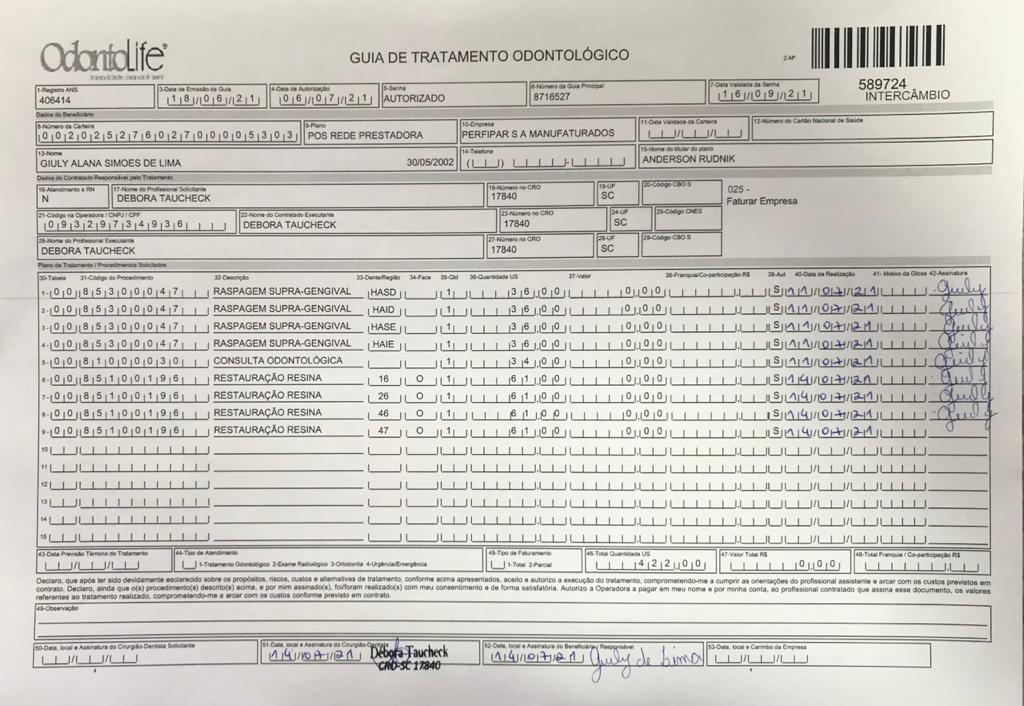 OdontoLife®
GUIA DE TRATAMENTO ODONTOLÓGICO
2-Nº
589724
INTERCÂMBIO
1-Registro ANS 3-Data de Emissão da Guia 4-Data de Autorização 5-Senha 6-Número da Guia Principal 7-Data Validade da Senha
406414 18/06/21 06/07/21 AUTORIZADO 8716527 16/09/21
Dados do Beneficiário
8-Número da Carteira 9-Plano 10-Empresa 11-Data Validade da Carteira 12-Número do Cartão Nacional de Saúde
00202527602700005303 POS REDE PRESTADORA PERFIPAR S A MANUFATURADOS
13-Nome 14-Telefone 15-Nome do titular do plano
GIULY ALANA SIMOES DE LIMA 30/05/2002 ANDERSON RUDNIK
Dados do Contratado Responsável pelo Tratamento
16-Atendimento a RN 17-Nome do Profissional Solicitante 18-Número no CRO 19-UF 20-Código CBO S
N DEBORA TAUCHECK 17840 SC
025 -
Faturar Empresa
21-Código na Operadora / CNPJ / CPF 22-Nome do Contratado Executante 23-Número no CRO 24-UF 25-Código CNES
09329734936 DEBORA TAUCHECK 17840 SC
26-Nome do Profissional Executante 27-Número no CRO 28-UF 29-Código CBO S
DEBORA TAUCHECK 17840 SC
Plano de Tratamento / Procedimentos Solicitados
30-Tabela 31-Código do Procedimento 32-Descrição 33-Dente/Região 34-Face 35-Qtd 36-Quantidade US 37-Valor 38-Franquia/Co-participação R$ 39-Aut 40-Data de Realização 41- Motivo da Glosa 42-Assinatura
1-00 85300047 RASPAGEM SUPRA-GENGIVAL HASD 1 36,00 0,00 S 11/07/21 Giuly
2-00 85300047 RASPAGEM SUPRA-GENGIVAL HAID 1 36,00 0,00 S 11/07/21 Giuly
3-00 85300047 RASPAGEM SUPRA-GENGIVAL HASE 1 36,00 0,00 S 11/07/21 Giuly
4-00 85300047 RASPAGEM SUPRA-GENGIVAL HAIE 1 36,00 0,00 S 11/07/21 Giuly
5-00 81000030 CONSULTA ODONTOLÓGICA 1 34,00 0,00 S 11/07/21 Giuly
6-00 85100196 RESTAURAÇÃO RESINA 16 O 1 61,00 0,00 S 14/07/21 Giuly
7-00 85100196 RESTAURAÇÃO RESINA 26 O 1 61,00 0,00 S 14/07/21 Giuly
8-00 85100196 RESTAURAÇÃO RESINA 46 O 1 61,00 0,00 S 14/07/21 Giuly
9-00 85100196 RESTAURAÇÃO RESINA 47 O 1 61,00 0,00 S 14/07/21
10
11
12
13
14
15
43-Data Previsão Término do Tratamento 44-Tipo de Atendimento 45-Tipo de Faturamento 46-Total Quantidade US 47-Valor Total R$ 48-Total Franquia / Co-participação R$
1-Tratamento Odontológico 2-Exame Radiológico 3-Ortodontia 4-Urgência/Emergência 1-Total 2-Parcial 422,00 0,00
Declaro, que após ter sido devidamente esclarecido sobre os propósitos, riscos, custos e alternativas de tratamento, conforme acima apresentados, aceito e autorizo a execução do tratamento, comprometendo-me a cumprir as orientações do profissional assistente e arcar com os custos previstos em
contrato. Declaro, ainda que o(s) procedimento(s) descrito(s) acima, e por mim assinado(s), foi/foram realizado(s) com meu consentimento e de forma satisfatória. Autorizo a Operadora a pagar em meu nome e por minha conta, ao profissional contratado que assina esse documento, os valores
referentes ao tratamento realizado, comprometendo-me a arcar com os custos conforme previsto em contrato.
49-Observação
50-Data, local e Assinatura do Cirurgião-Dentista Solicitante 51-Data, local e Assinatura do Cirurgião-Dentista 52-Data, local e Assinatura do Beneficiário / Responsável 53-Data, local e Carimbo da Empresa
14/07/21 Débora Taucheck 14/07/21 Giuly de Lima
CRO-SC 17840